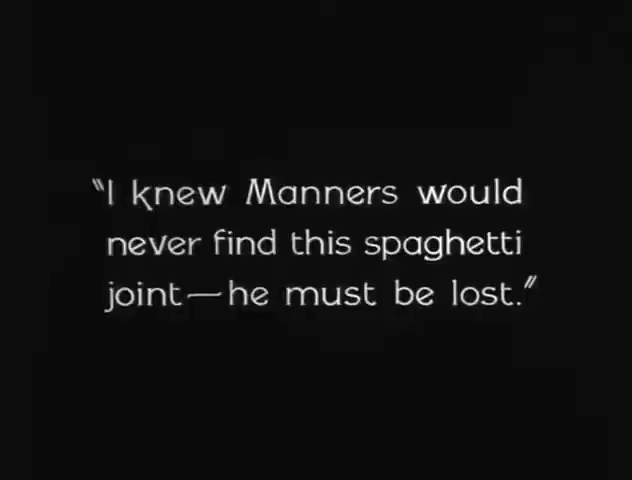 "I knew Manners would
never find this spaghetti
joint—he must be lost."